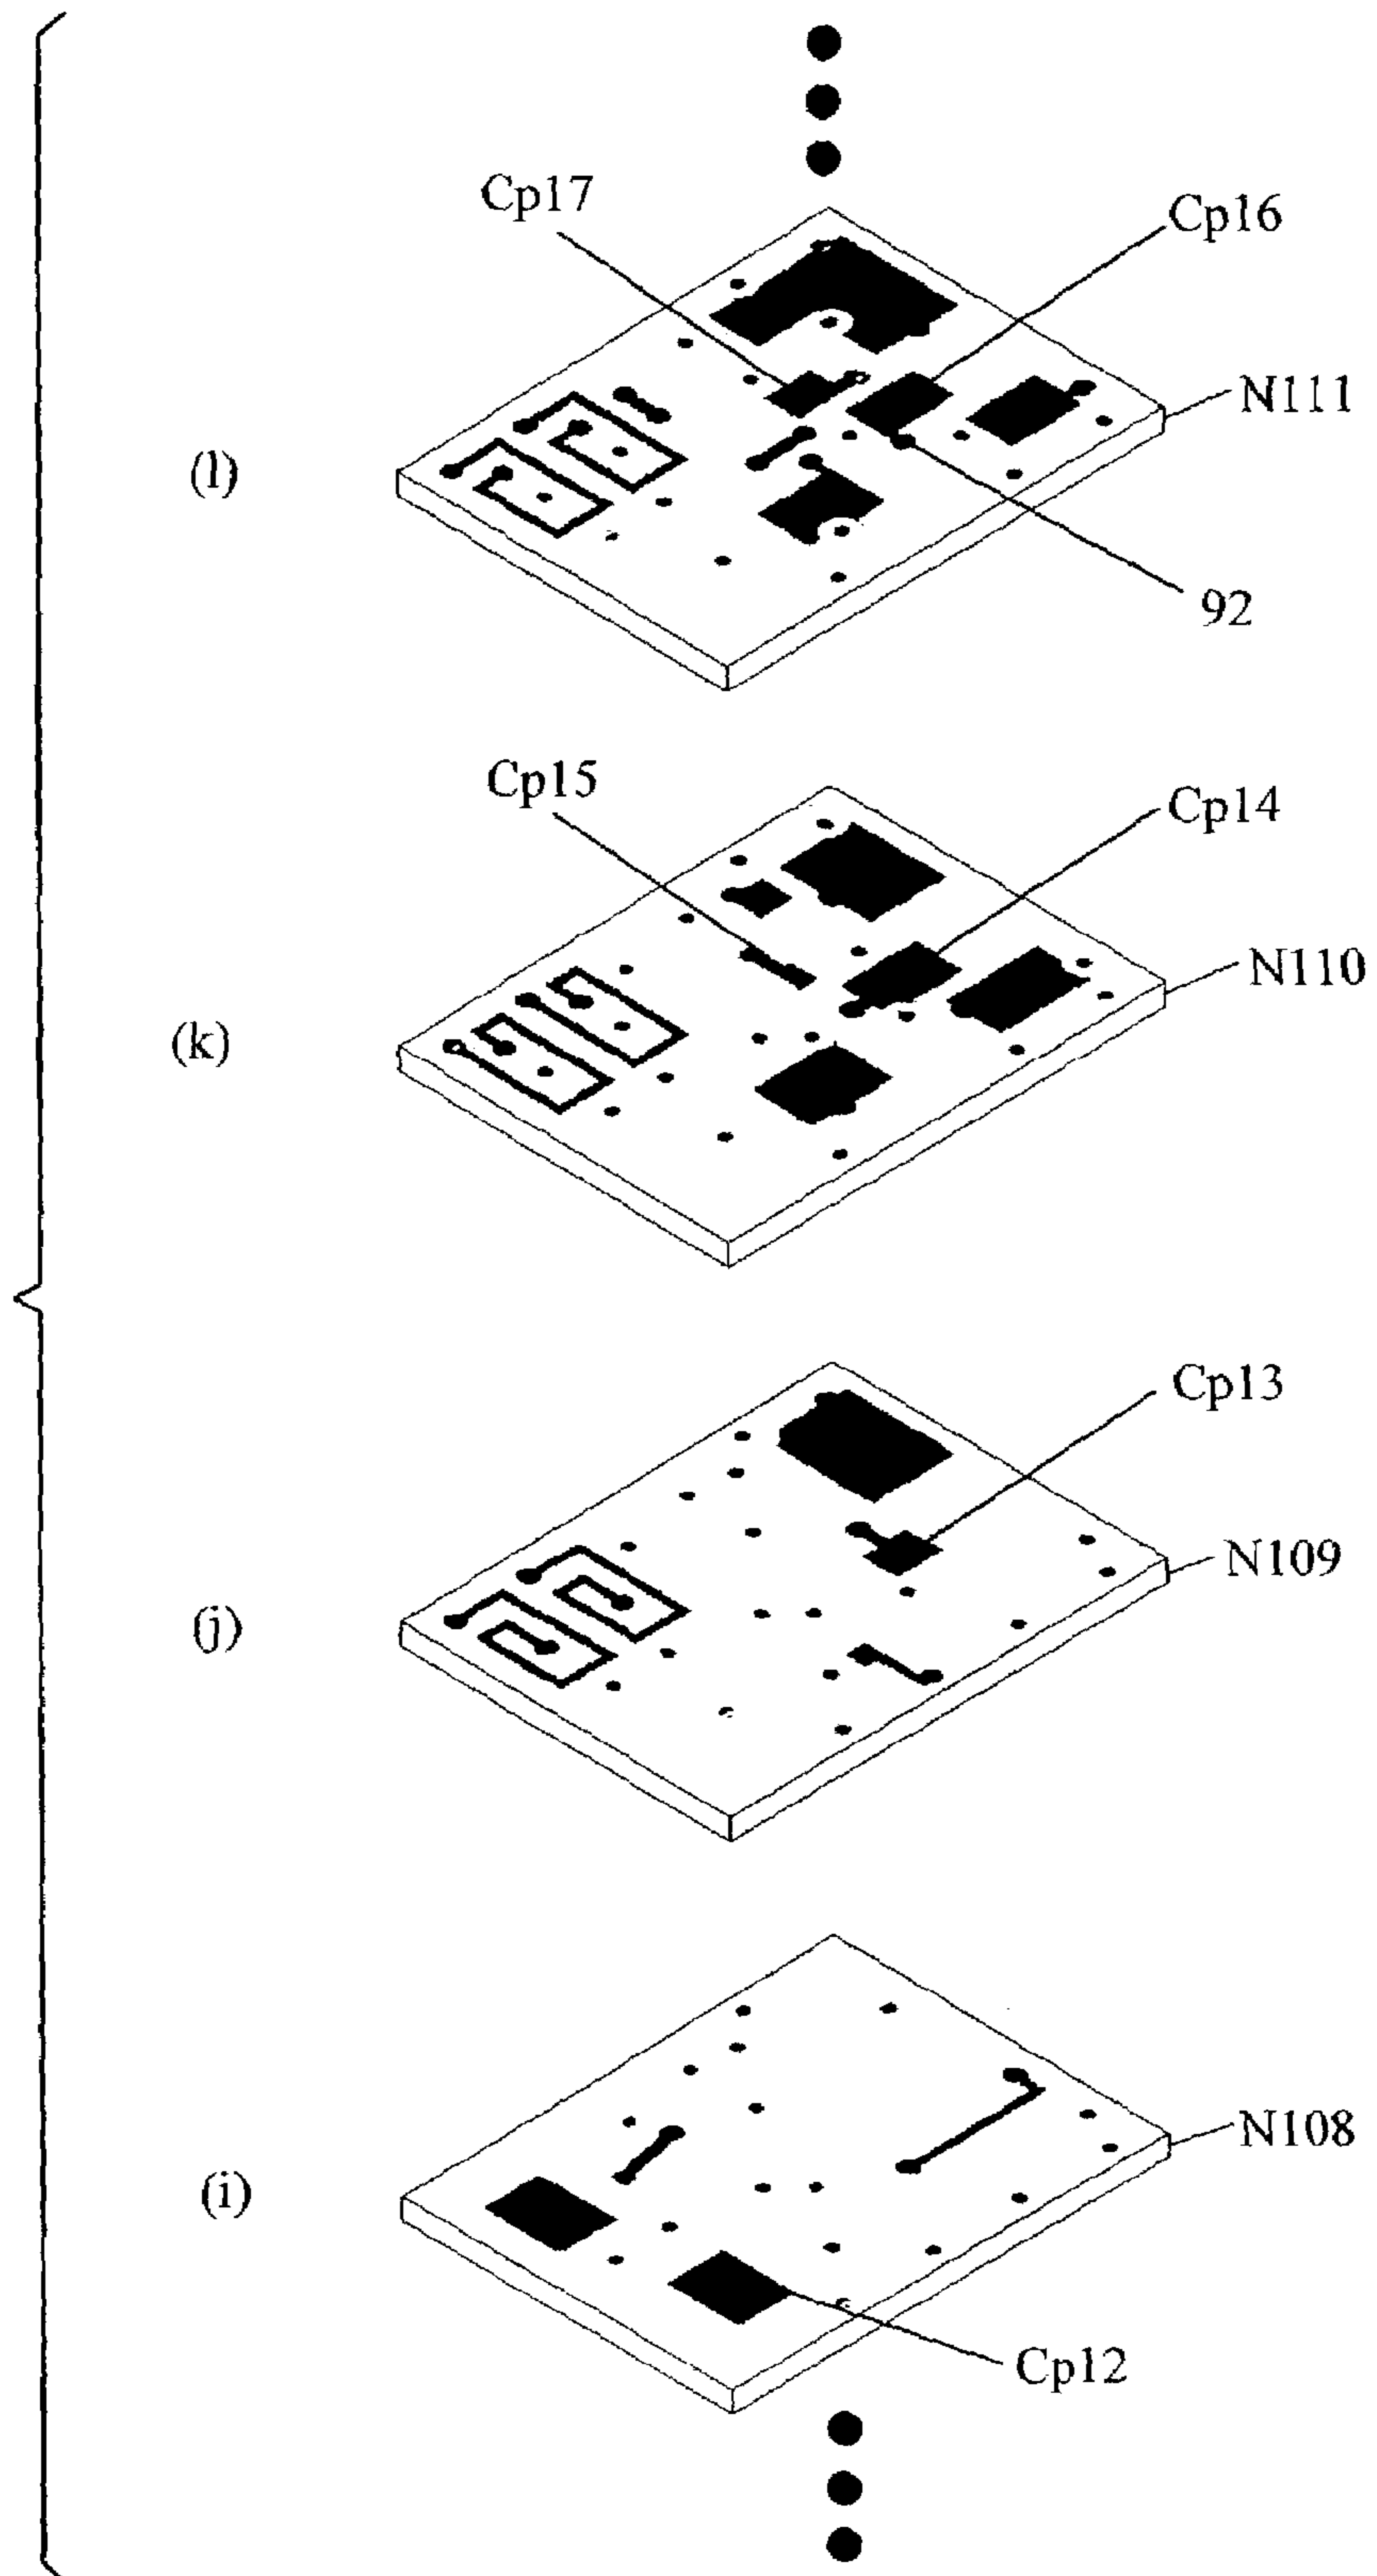 Cp17
Cp16
N111
(l)
92
Cp15
Cp14
N110
(k)
Cp13
N109
(j)
N108
(i)
Cp12